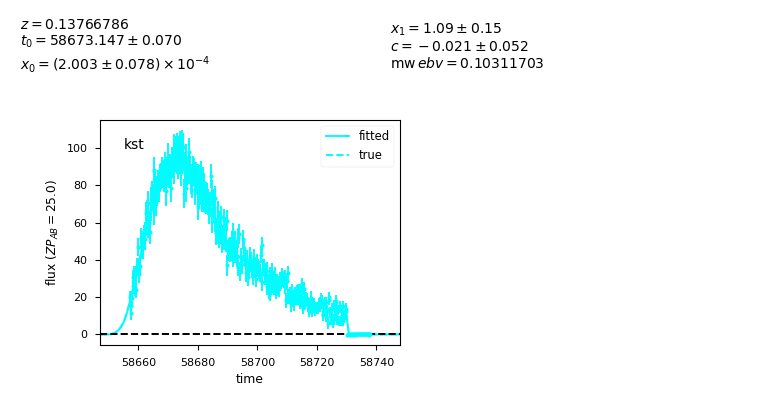 z = 0.13766786
t₀ = 58673.147 ± 0.070
x₀ = (2.003 ± 0.078) × 10⁻⁴
x₁ = 1.09 ± 0.15
c = −0.021 ± 0.052
mw ebv = 0.10311703
kst
fitted
true
100
80
60
40
20
0
flux (ZP_AB = 25.0)
58660 58680 58700 58720 58740
time